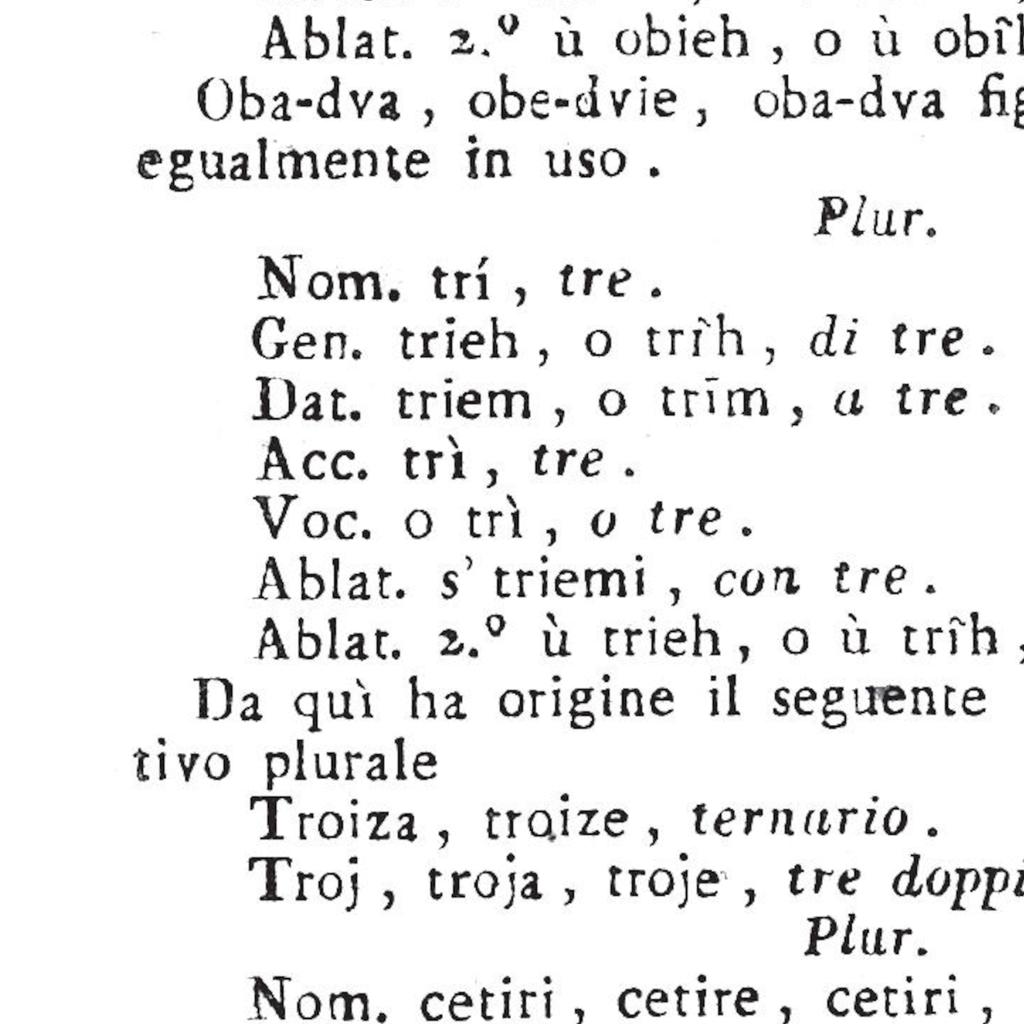 Ablat. 2.º ù obieh, o ù
Oba-dva, obe-dvie, oba-dva
egualmente in uso.
Plur.
Nom. trí, tre.
Gen. trieh, o trîh, di tre.
Dat. triem, o trīm, a tre.
Acc. trì, tre.
Voc. o trì, o tre.
Ablat. s' triemi, con tre.
Ablat. 2.º ù trieh, o ù trîh,
Da quì ha origine il seguente
tivo plurale
Troiza, troize, ternario.
Troj, troja, troje, tre doppi
Plur.
Nom. cetiri, cetire, cetiri,